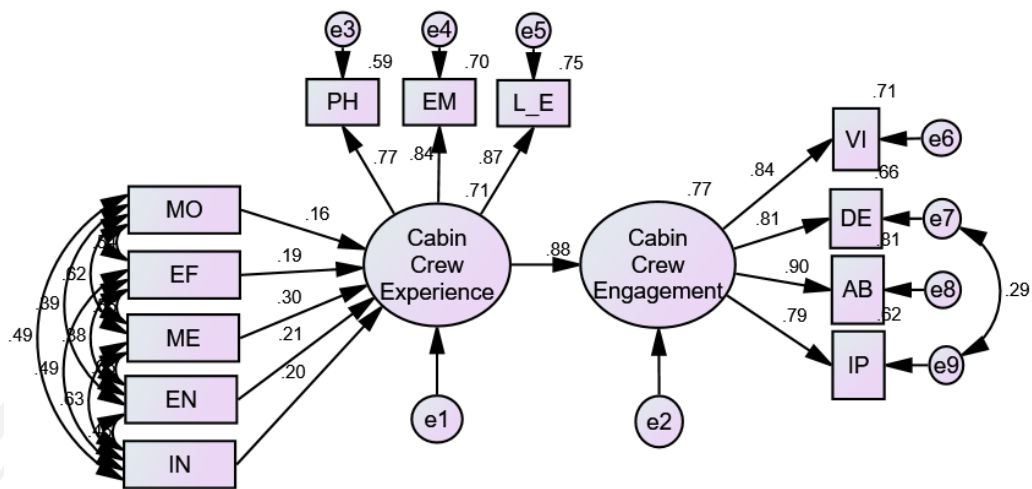 e3
e4
e5
.59
.70
.75
PH
EM
L_E
.77
.84
.87
.71
.77
Cabin
Crew
Experience
.88
Cabin
Crew
Engagement
MO
EF
ME
EN
IN
.16
.19
.30
.21
.20
.62
.39
.38
.49
.49
.63
e1
e2
.71
VI
e6
.84
.66
DE
e7
.81
.81
AB
e8
.90
.62
IP
e9
.79
.29